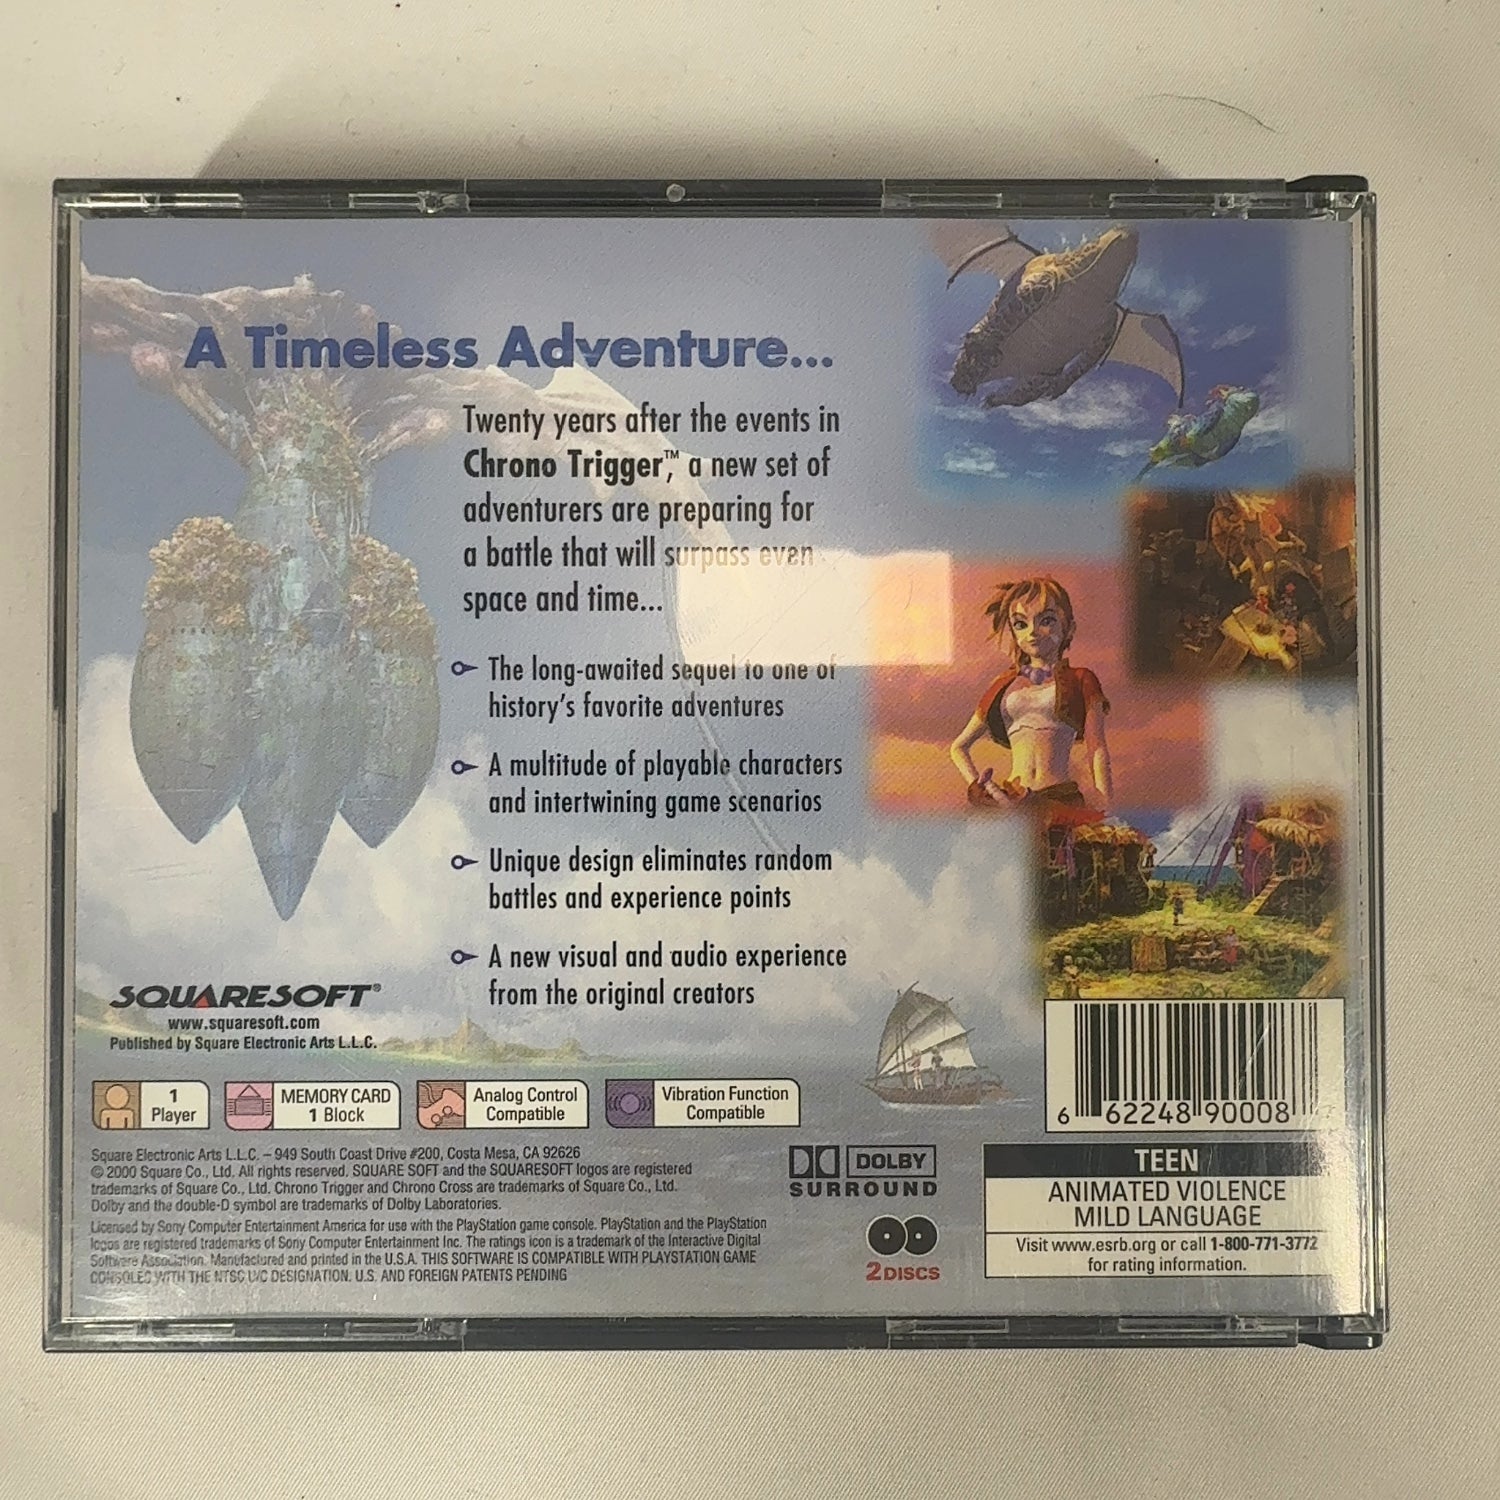 A Timeless Adventure...
Twenty years after the events in
Chrono Trigger,™ a new set of
adventurers are preparing for
a battle that will surpass even
space and time...
The long-awaited sequel to one of
history's favorite adventures
A multitude of playable characters
and intertwining game scenarios
Unique design eliminates random
battles and experience points
A new visual and audio experience
from the original creators
SQUARESOFT®
www.squaresoft.com
Published by Square Electronic Arts L.L.C.
1
Player
MEMORY CARD
1 Block
Analog Control
Compatible
Vibration Function
Compatible
Square Electronic Arts L.L.C. – 949 South Coast Drive #200, Costa Mesa, CA 92626
© 2000 Square Co., Ltd. All rights reserved. SQUARE SOFT and the SQUARESOFT logos are registered
trademarks of Square Co., Ltd. Chrono Trigger and Chrono Cross are trademarks of Square Co., Ltd.
Dolby and the double-D symbol are trademarks of Dolby Laboratories.
Licensed by Sony Computer Entertainment America for use with the PlayStation game console. PlayStation and the PlayStation
logos are registered trademarks of Sony Computer Entertainment Inc. The ratings icon is a trademark of the Interactive Digital
Software Association. Manufactured and printed in the U.S.A. THIS SOFTWARE IS COMPATIBLE WITH PLAYSTATION GAME
CONSOLES WITH THE NTSC U/C DESIGNATION. U.S. AND FOREIGN PATENTS PENDING
DOLBY
SURROUND
2 DISCS
6 62248 90008 7
TEEN
ANIMATED VIOLENCE
MILD LANGUAGE
Visit www.esrb.org or call 1-800-771-3772
for rating information.